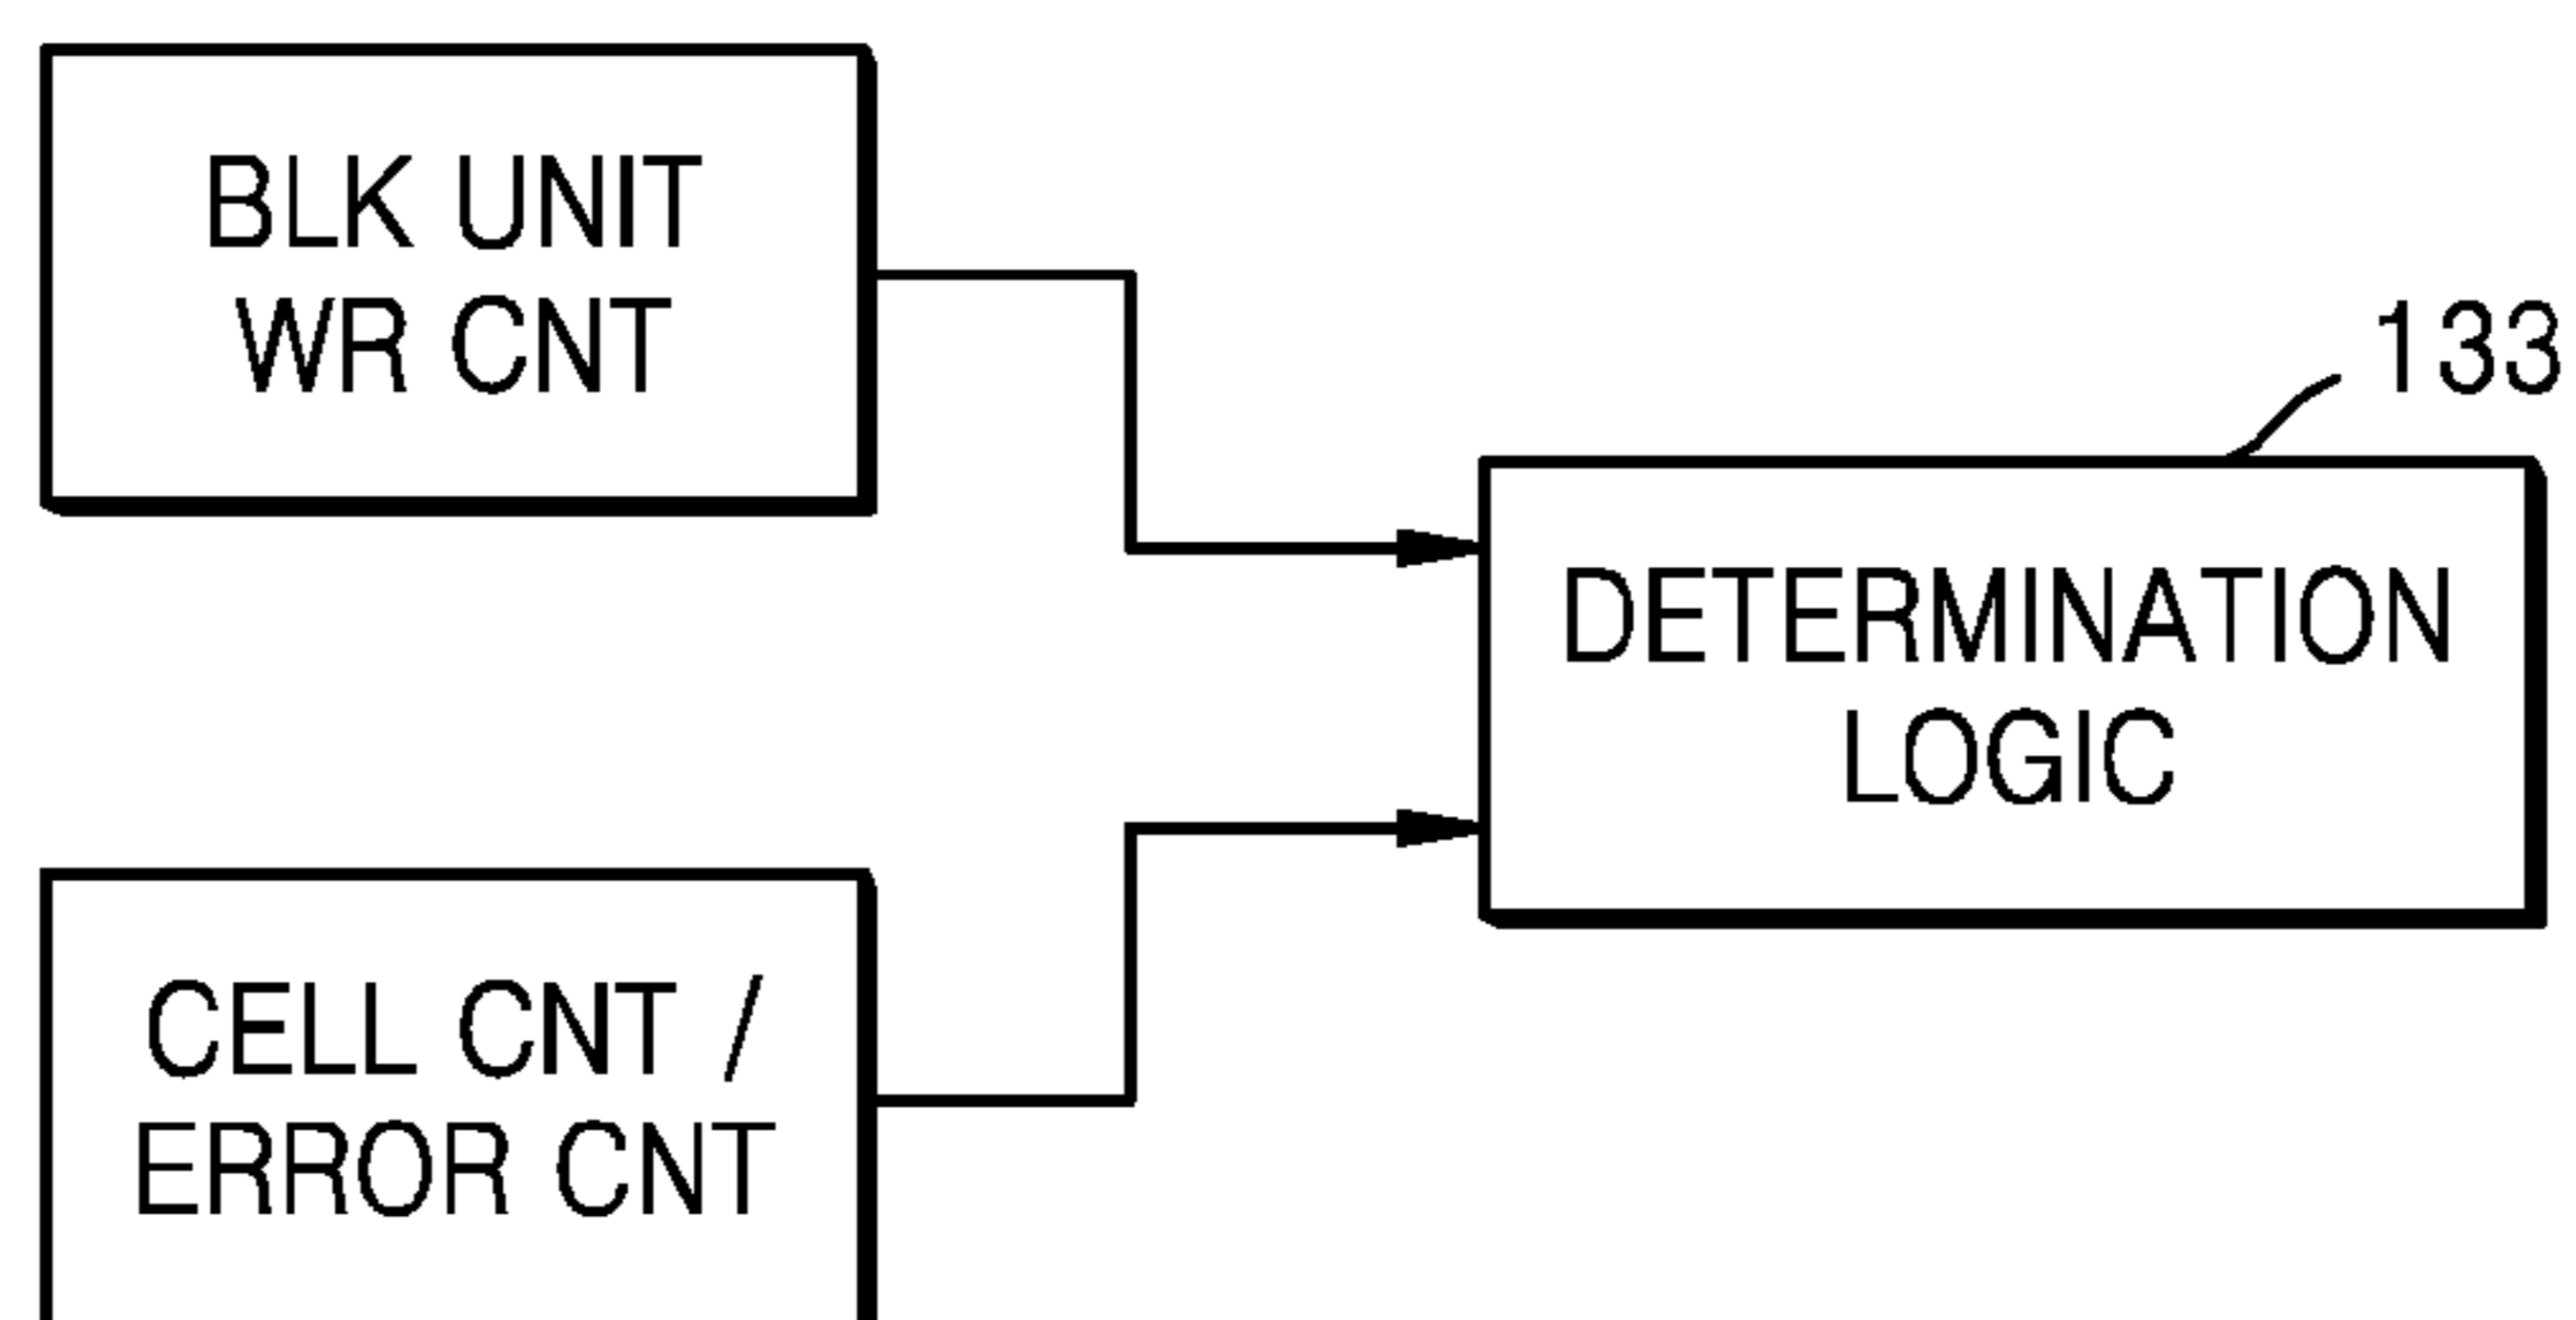 BLK UNIT
WR CNT
133
DETERMINATION
LOGIC
CELL CNT /
ERROR CNT